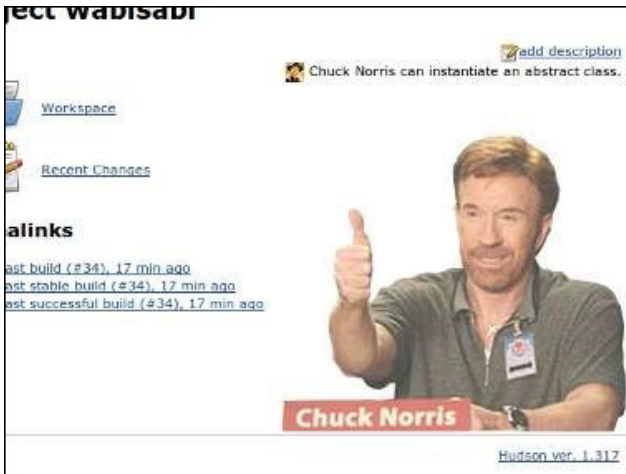 ject wabisabi
add description
Chuck Norris can instantiate an abstract class.
Workspace
Recent Changes
alinks
ast build (#34), 17 min ago
ast stable build (#34), 17 min ago
ast successful build (#34), 17 min ago
Chuck Norris
Hudson ver. 1.317